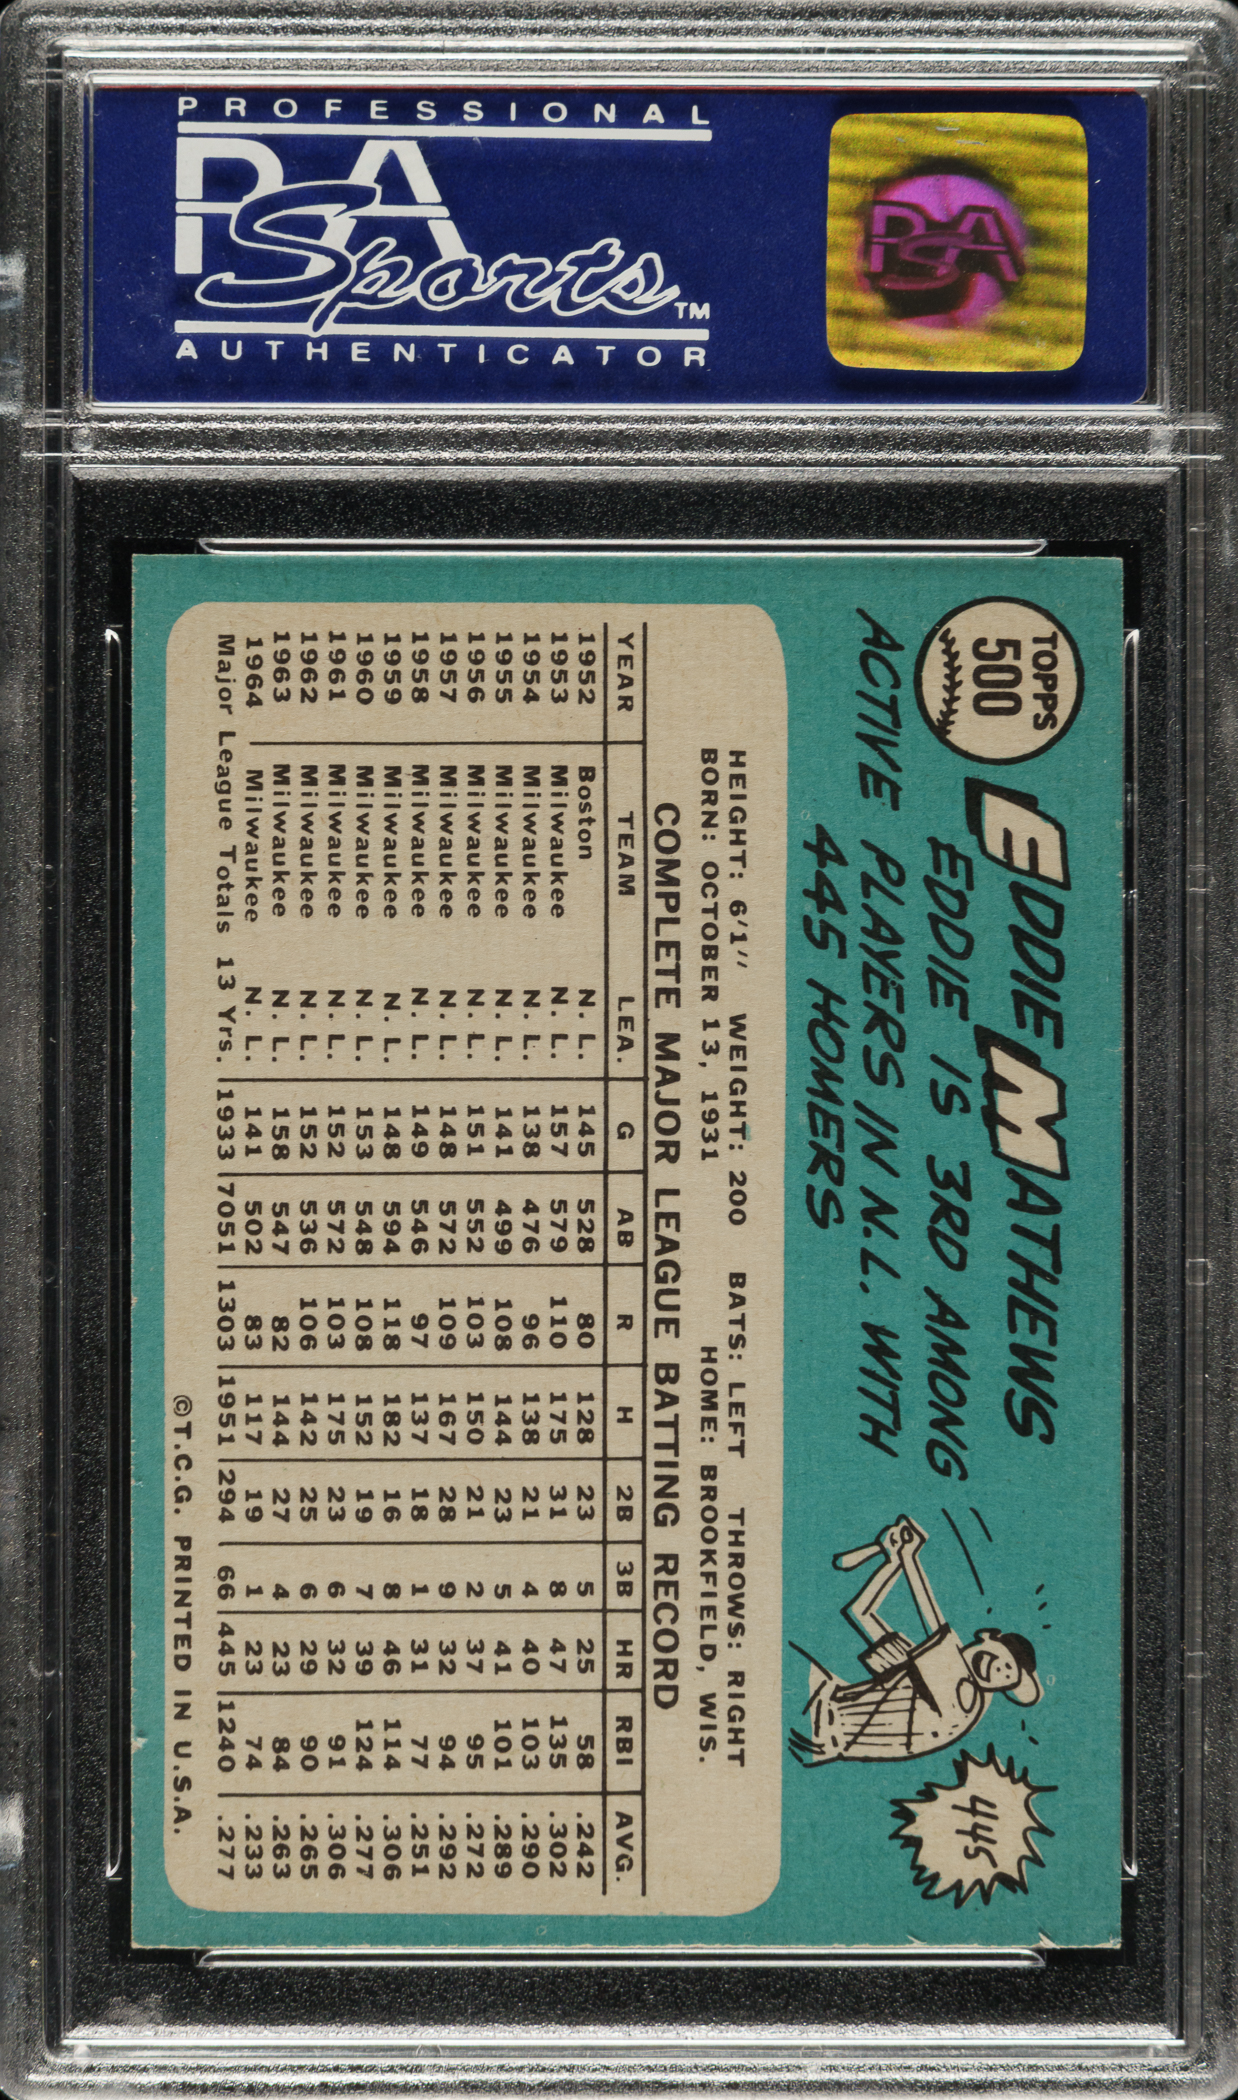 PROFESSIONAL
PSA
Sports™
AUTHENTICATOR
PSA
TOPPS
500
EDDIE MATHEWS
EDDIE IS 3RD AMONG
ACTIVE PLAYERS IN N.L. WITH
445 HOMERS
445
HEIGHT: 6'1" WEIGHT: 200 BATS: LEFT THROWS: RIGHT
BORN: OCTOBER 13, 1931 HOME: BROOKFIELD, WIS.
COMPLETE MAJOR LEAGUE BATTING RECORD
YEAR TEAM LEA. G AB R H 2B 3B HR RBI AVG.
1952 Boston N. L. 145 528 80 128 23 5 25 58 .242
1953 Milwaukee N. L. 157 579 110 175 31 8 47 135 .302
1954 Milwaukee N. L. 138 476 96 138 21 4 40 103 .290
1955 Milwaukee N. L. 141 499 108 144 23 5 41 101 .289
1956 Milwaukee N. L. 151 552 103 150 21 2 37 95 .272
1957 Milwaukee N. L. 148 572 109 167 28 9 32 94 .292
1958 Milwaukee N. L. 149 546 97 137 18 1 31 77 .251
1959 Milwaukee N. L. 148 594 118 182 16 8 46 114 .306
1960 Milwaukee N. L. 153 548 108 152 19 7 39 124 .277
1961 Milwaukee N. L. 152 572 103 175 23 6 32 91 .306
1962 Milwaukee N. L. 152 536 106 142 25 6 29 90 .265
1963 Milwaukee N. L. 158 547 82 144 27 4 23 84 .263
1964 Milwaukee N. L. 141 502 83 117 19 1 23 74 .233
Major League Totals 13 Yrs. 1933 7051 1303 1951 294 66 445 1240 .277
©T.C.G. PRINTED IN U.S.A.